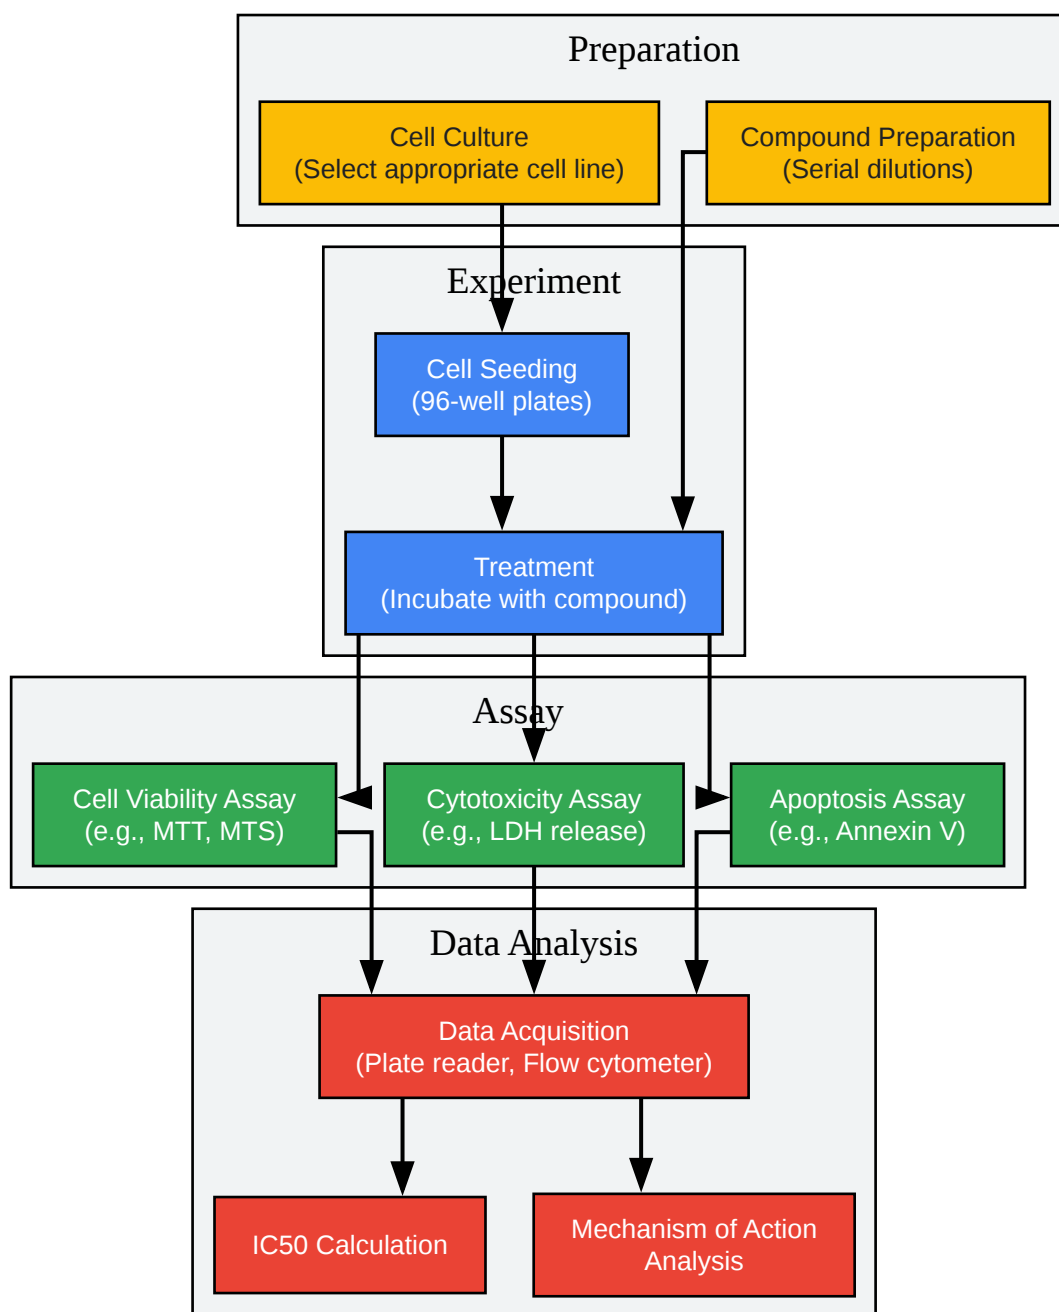 Preparation
Cell Culture
(Select appropriate cell line)
Compound Preparation
(Serial dilutions)
Experiment
Cell Seeding
(96-well plates)
Treatment
(Incubate with compound)
Assay
Cell Viability Assay
(e.g., MTT, MTS)
Cytotoxicity Assay
(e.g., LDH release)
Apoptosis Assay
(e.g., Annexin V)
Data Analysis
Data Acquisition
(Plate reader, Flow cytometer)
IC50 Calculation
Mechanism of Action
Analysis